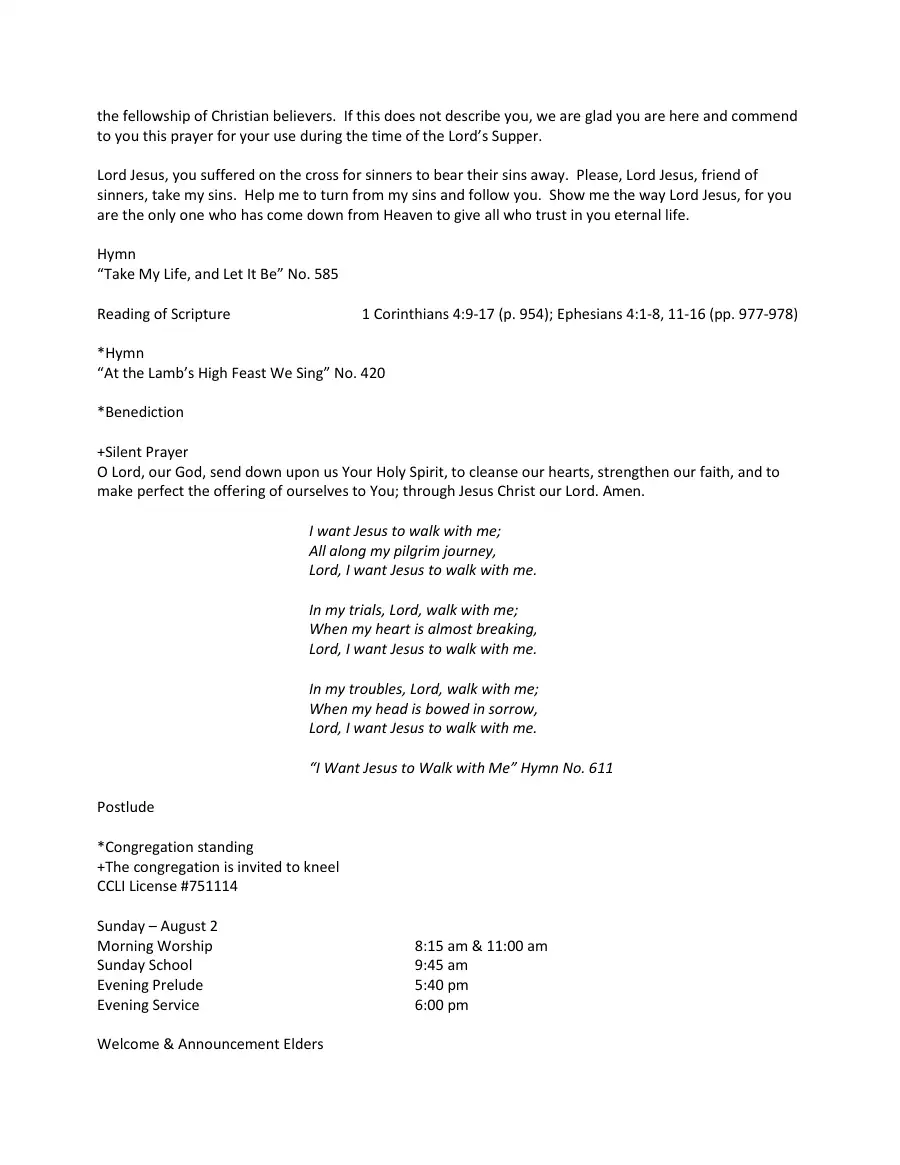 the fellowship of Christian believers.  If this does not describe you, we are glad you are here and commend
to you this prayer for your use during the time of the Lord’s Supper.
Lord Jesus, you suffered on the cross for sinners to bear their sins away.  Please, Lord Jesus, friend of
sinners, take my sins.  Help me to turn from my sins and follow you.  Show me the way Lord Jesus, for you
are the only one who has come down from Heaven to give all who trust in you eternal life.
Hymn
“Take My Life, and Let It Be” No. 585
Reading of Scripture 1 Corinthians 4:9-17 (p. 954); Ephesians 4:1-8, 11-16 (pp. 977-978)
*Hymn
“At the Lamb’s High Feast We Sing” No. 420
*Benediction
+Silent Prayer
O Lord, our God, send down upon us Your Holy Spirit, to cleanse our hearts, strengthen our faith, and to
make perfect the offering of ourselves to You; through Jesus Christ our Lord. Amen.
I want Jesus to walk with me;
All along my pilgrim journey,
Lord, I want Jesus to walk with me.
In my trials, Lord, walk with me;
When my heart is almost breaking,
Lord, I want Jesus to walk with me.
In my troubles, Lord, walk with me;
When my head is bowed in sorrow,
Lord, I want Jesus to walk with me.
“I Want Jesus to Walk with Me” Hymn No. 611
Postlude
*Congregation standing
+The congregation is invited to kneel
CCLI License #751114
Sunday – August 2
Morning Worship 8:15 am & 11:00 am
Sunday School 9:45 am
Evening Prelude 5:40 pm
Evening Service 6:00 pm
Welcome & Announcement Elders